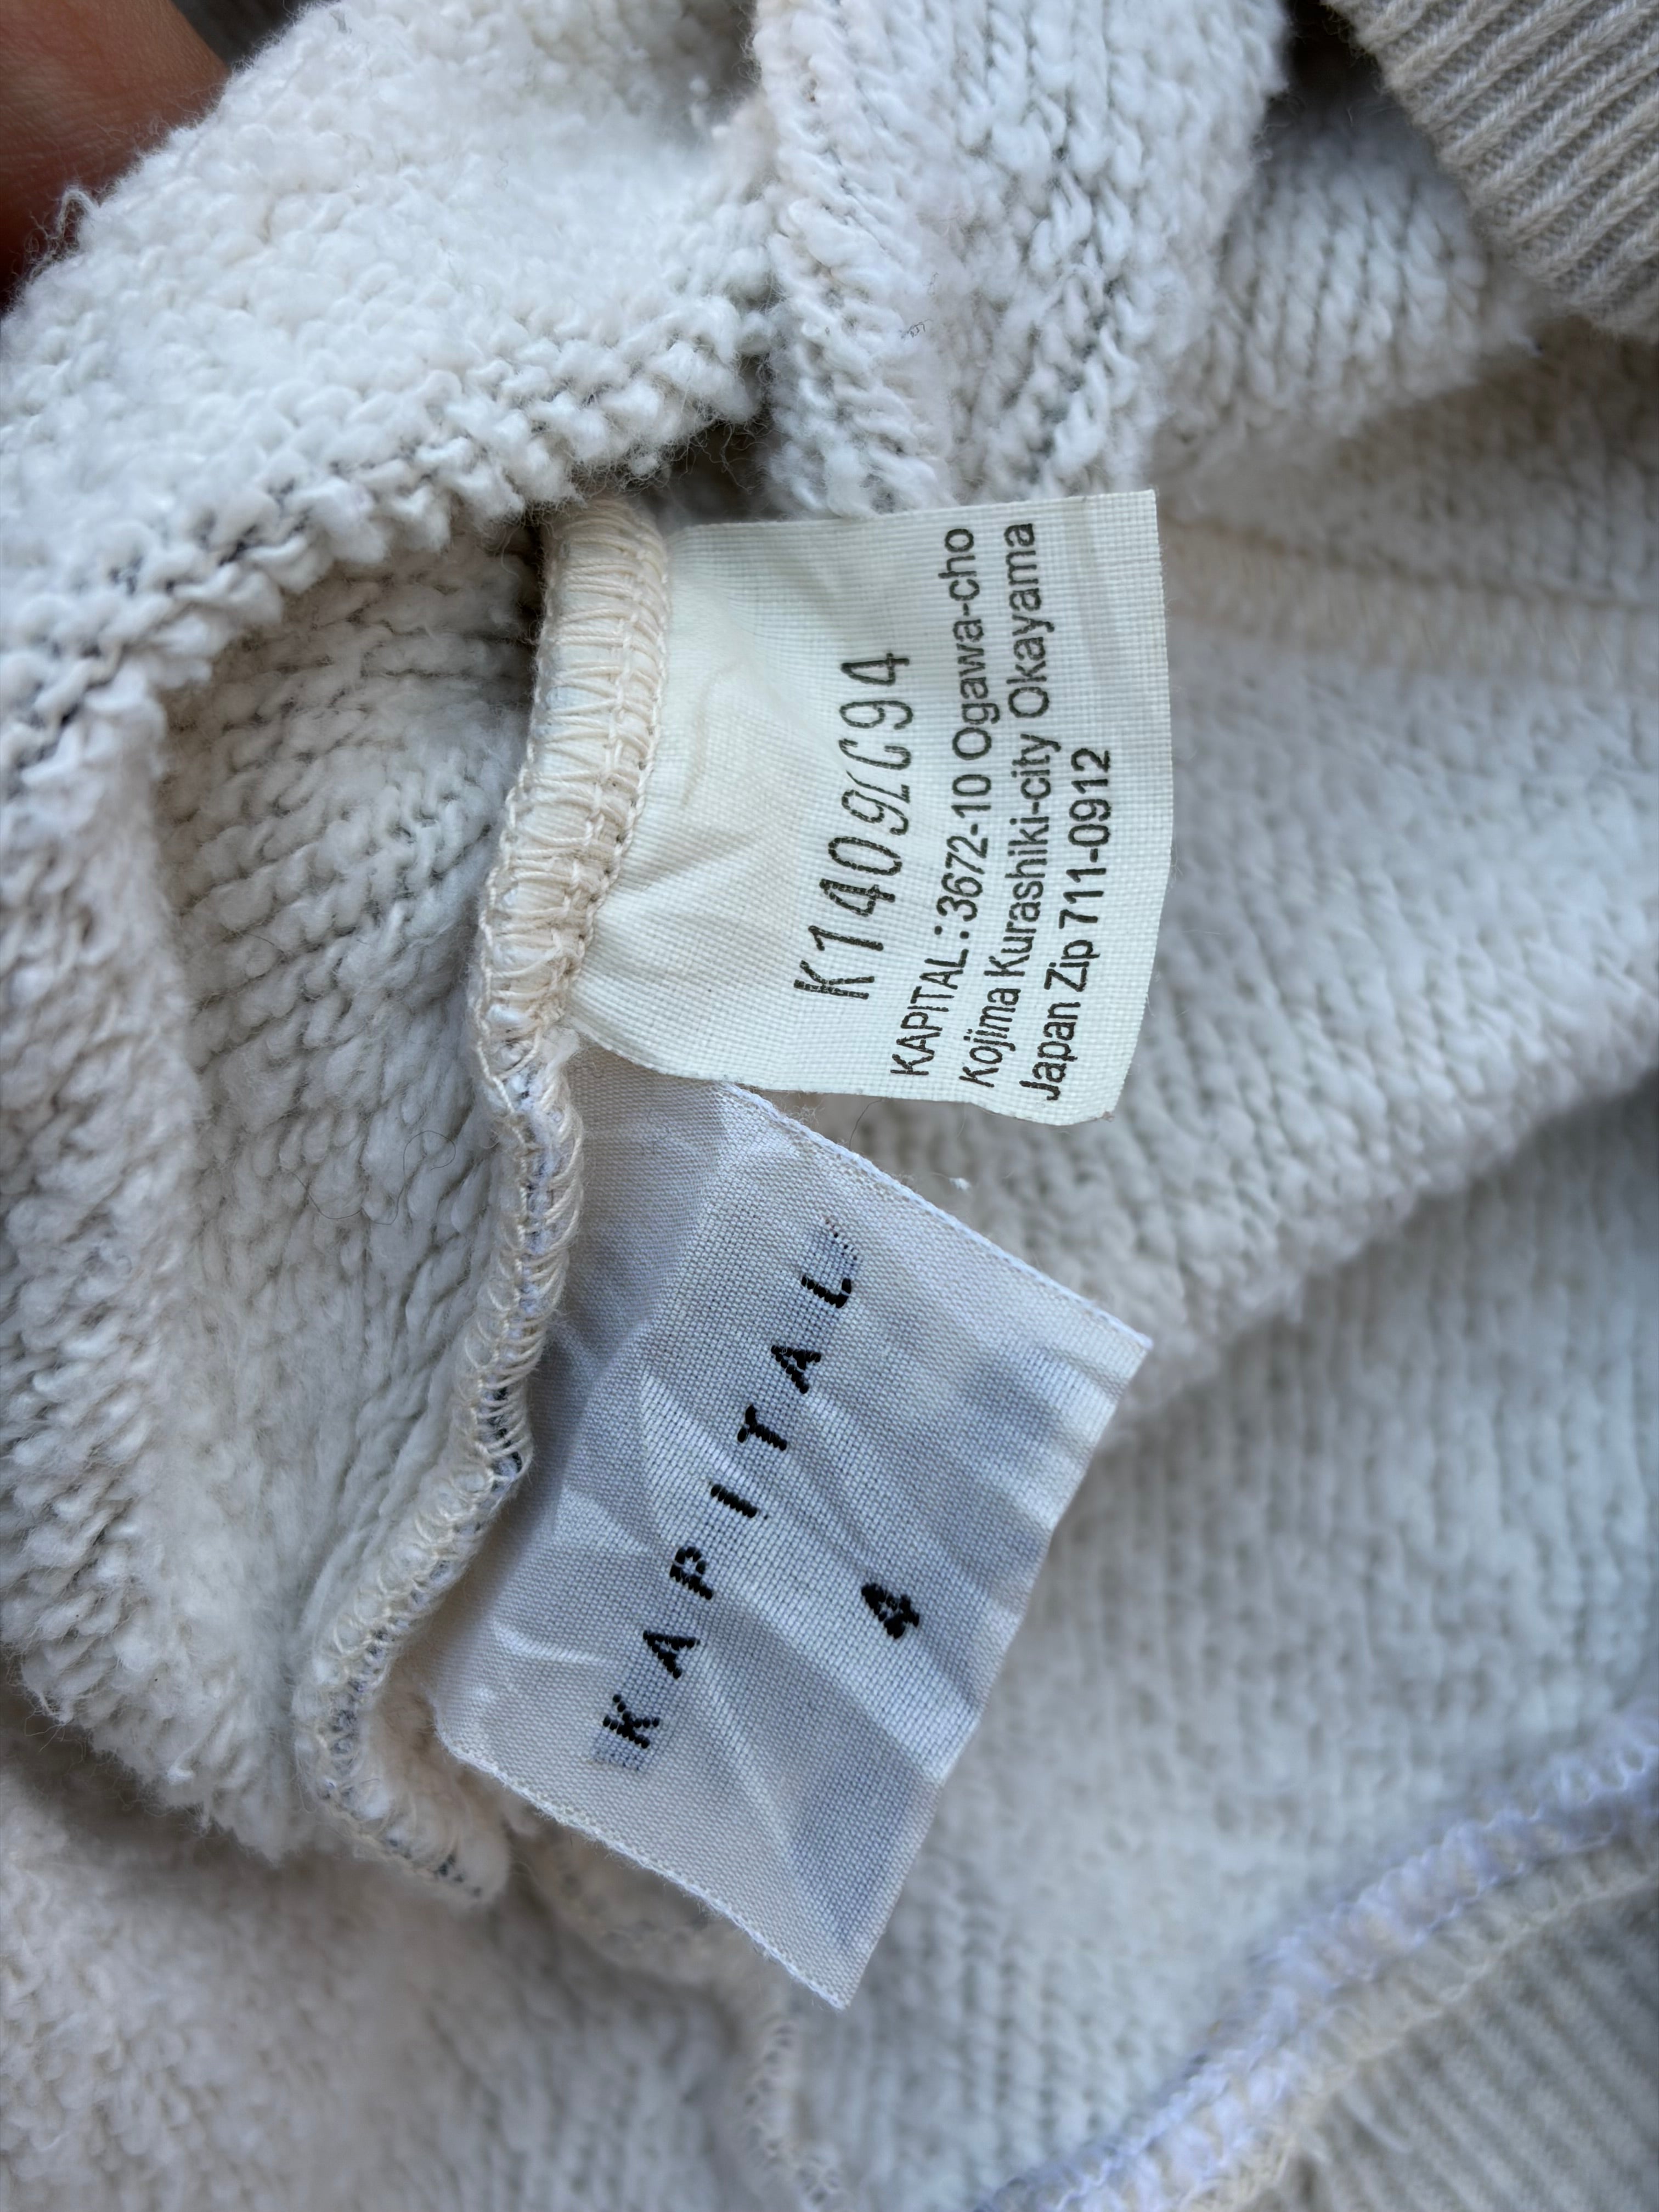 K1409LC94
KAPITAL:3672-10 Ogawa-cho
Kojima Kurashiki-city Okayama
Japan Zip 711-0912
KAPITAL
4